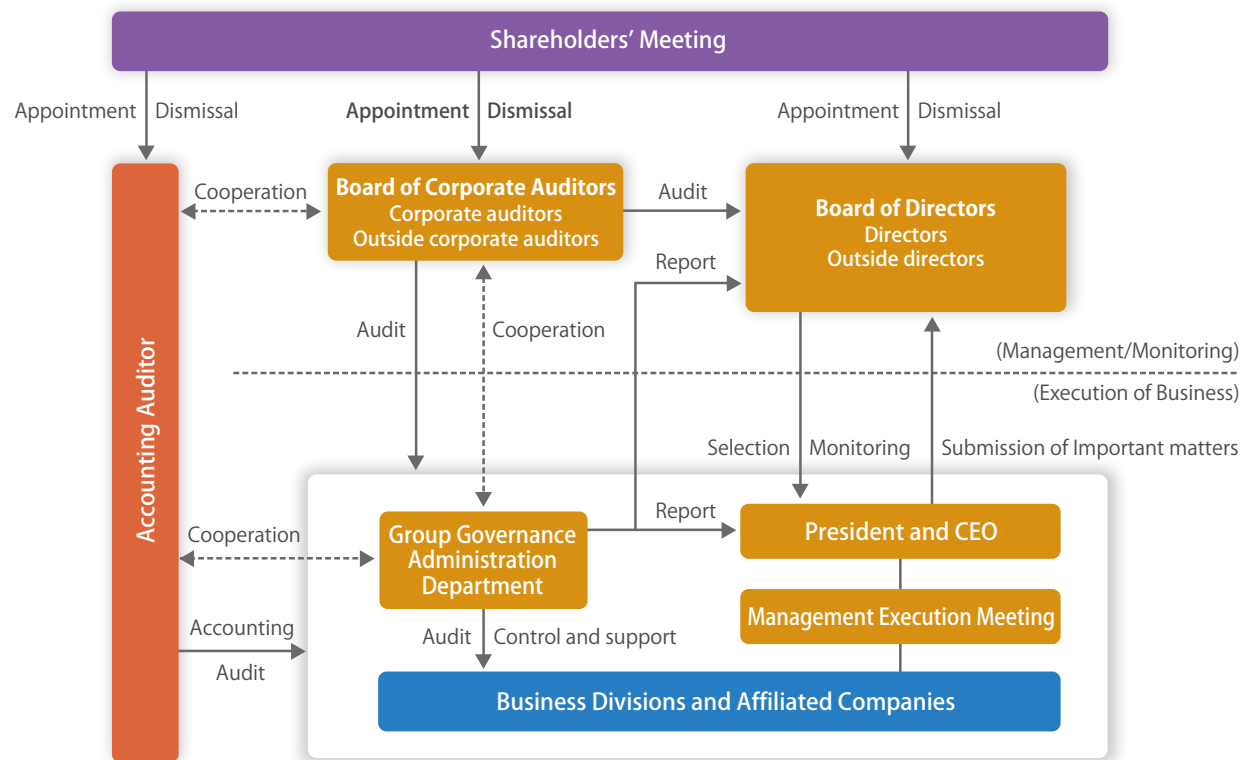 Shareholders' Meeting
Appointment Dismissal
Appointment Dismissal
Appointment Dismissal
Accounting Auditor
Cooperation
Board of Corporate Auditors
Corporate auditors
Outside corporate auditors
Audit
Board of Directors
Directors
Outside directors
Report
Audit
Cooperation
(Management/Monitoring)
(Execution of Business)
Selection Monitoring
Submission of Important matters
Cooperation
Group Governance
Administration
Department
Report
President and CEO
Management Execution Meeting
Accounting
Audit
Audit Control and support
Business Divisions and Affiliated Companies